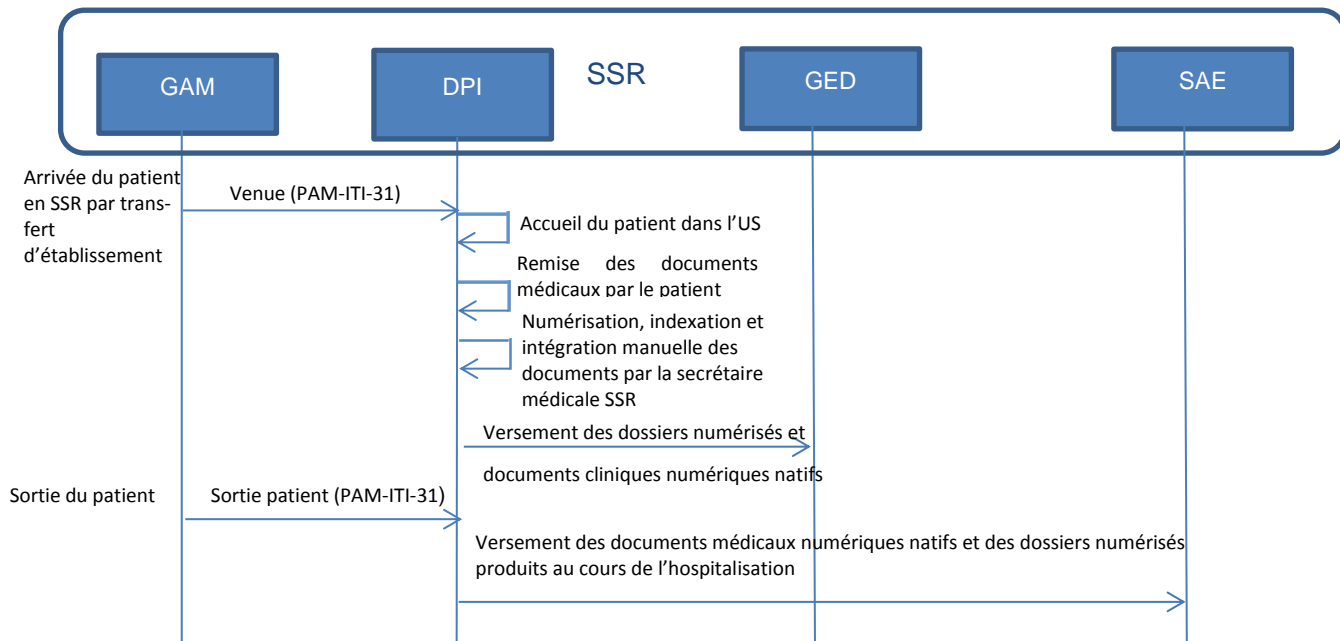 SSR
GAM
DPI
GED
SAE
Arrivée du patient
en SSR par trans-
fert
d’établissement
Venue (PAM-ITI-31)
Accueil du patient dans l’US
Remise des documents
médicaux par le patient
Numérisation, indexation et
intégration manuelle des
documents par la secrétaire
médicale SSR
Versement des dossiers numérisés et
documents cliniques numériques natifs
Sortie du patient
Sortie patient (PAM-ITI-31)
Versement des documents médicaux numériques natifs et des dossiers numérisés
produits au cours de l’hospitalisation